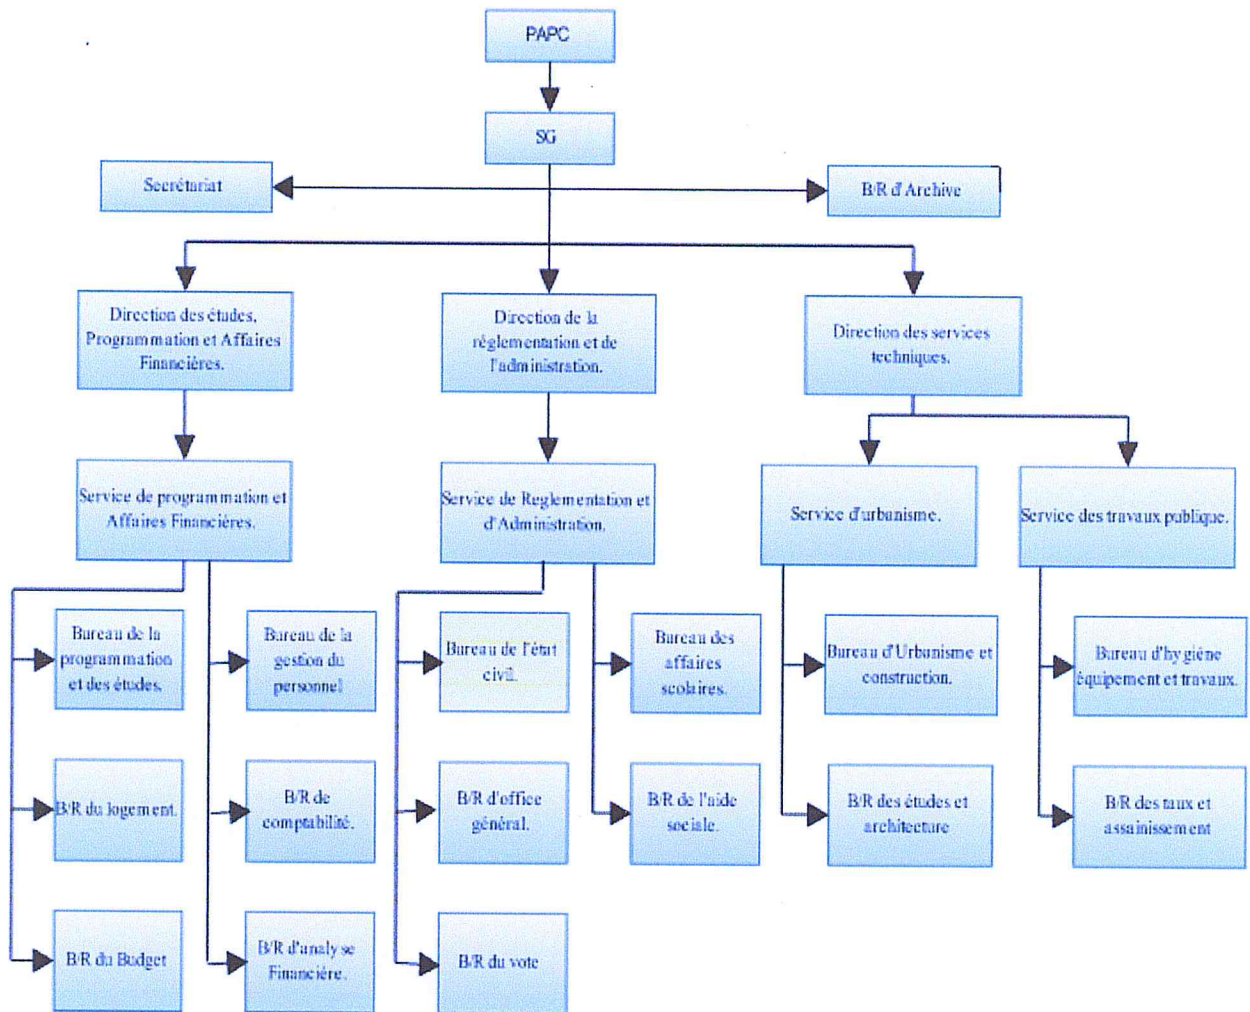 PAPC
SG
Secrétariat
B/R d'Archive
Direction des études,
Programmation et Affaires
Financiéres.
Direction de la
réglementation et de
l'administration.
Direction des services
techniques.
Service de programmation et
Affaires Financiéres.
Service de Reglementation et
d'Administration.
Service d'urbanisme.
Service des travaux publique.
Bureau de la
programmation
et des études.
Bureau de la
gestion du
personnel
Bureau de l'état
civil.
Bureau des
affaires
scolaires.
Bureau d'Urbanisme et
construction.
Bureau d'hygiéne
équipement et travaux.
B/R du logement.
B/R de
comptabilité.
B/R d'office
général.
B/R de l'aide
sociale.
B/R des études et
architecture
B/R des taux et
assainissement
B/R du Budget
B/R d'analyse
Financiére.
B/R du vote